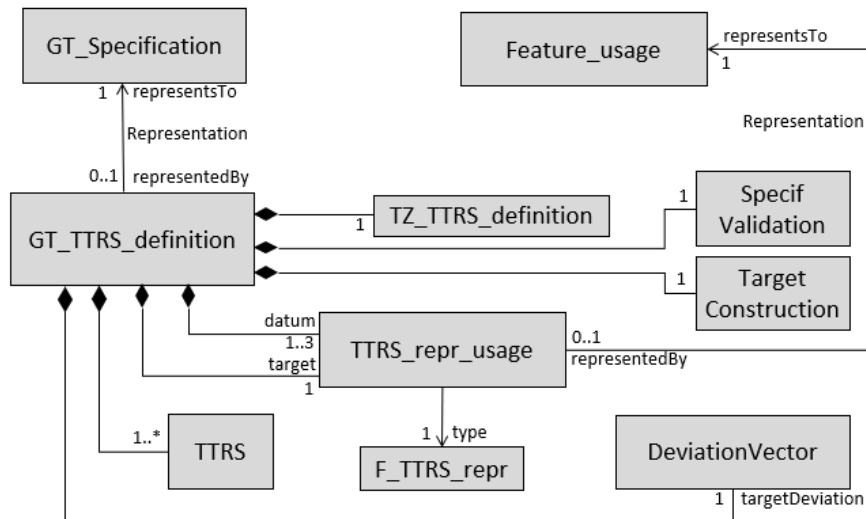 GT_Specification
Feature_usage
representsTo
1
1
representsTo
Representation
Representation
0..1
representedBy
GT_TTRS_definition
1
TZ_TTRS_definition
1
Specif
Validation
1
Target
Construction
datum
1..3
target
1
TTRS_repr_usage
0..1
representedBy
1..*
TTRS
1
type
F_TTRS_repr
DeviationVector
1
targetDeviation